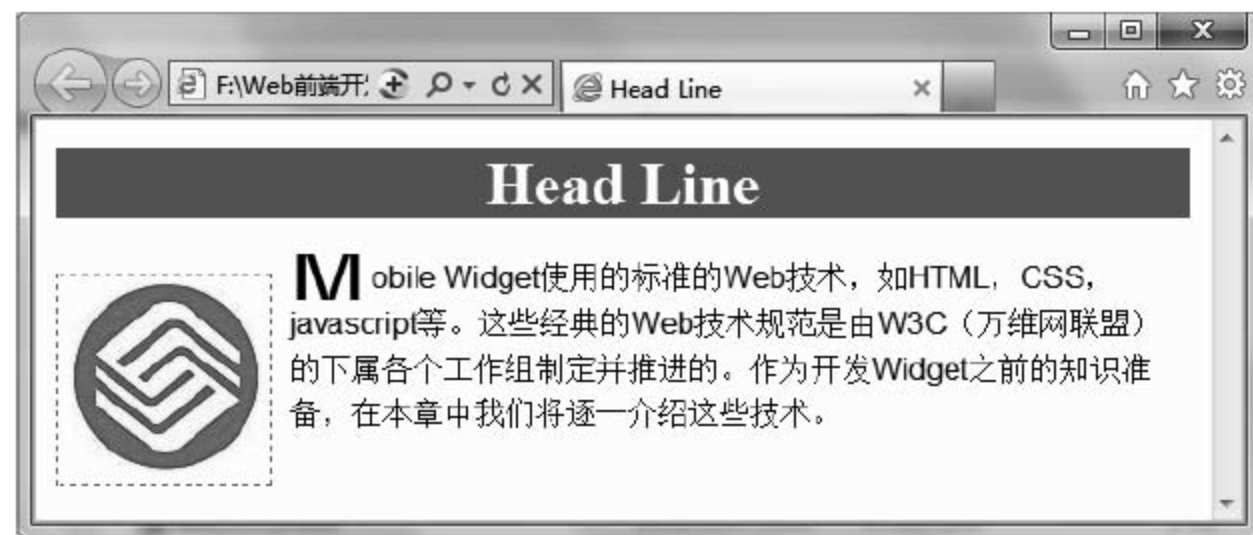 F:\Web前端开
Head Line
Head Line
Mobile Widget使用的标准的Web技术，如HTML，CSS，
javascript等。这些经典的Web技术规范是由W3C（万维网联盟）
的下属各个工作组制定并推进的。作为开发Widget之前的知识准
备，在本章中我们将逐一介绍这些技术。